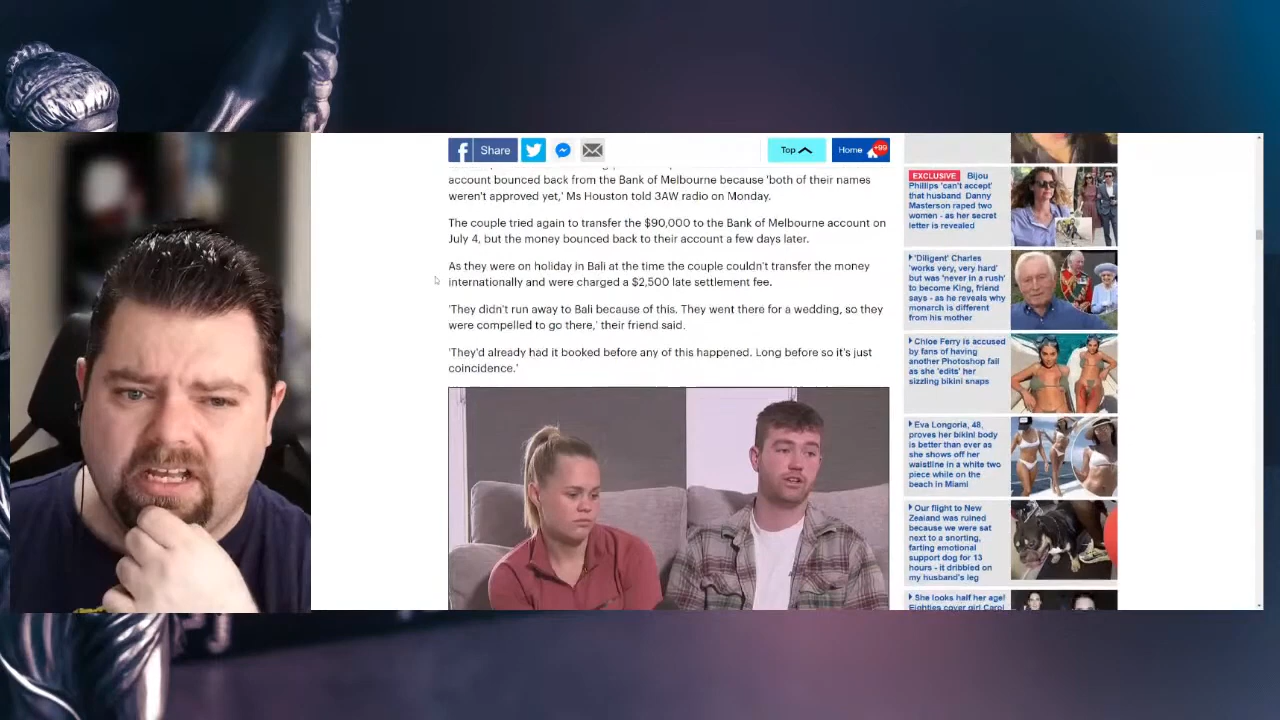 Share
Top
Home
+99
account bounced back from the Bank of Melbourne because 'both of their names
weren't approved yet,' Ms Houston told 3AW radio on Monday.
The couple tried again to transfer the $90,000 to the Bank of Melbourne account on
July 4, but the money bounced back to their account a few days later.
As they were on holiday in Bali at the time the couple couldn't transfer the money
internationally and were charged a $2,500 late settlement fee.
'They didn't run away to Bali because of this. They went there for a wedding, so they
were compelled to go there,' their friend said.
'They'd already had it booked before any of this happened. Long before so it's just
coincidence.'
EXCLUSIVE Bijou
Phillips 'can't accept'
that husband Danny
Masterson raped two
women - as her secret
letter is revealed
'Diligent' Charles
'works very, very hard'
but was 'never in a rush'
to become King, friend
says - as he reveals why
monarch is different
from his mother
Chloe Ferry is accused
by fans of having
another Photoshop fail
as she 'edits' her
sizzling bikini snaps
Eva Longoria, 48,
proves her bikini body
is better than ever as
she shows off her
waistline in a white two
piece while on the
beach in Miami
Our flight to New
Zealand was ruined
because we were sat
next to a snorting,
farting emotional
support dog for 13
hours - it dribbled on
my husband's leg
She looks half her age!
Eighties cover girl Carol